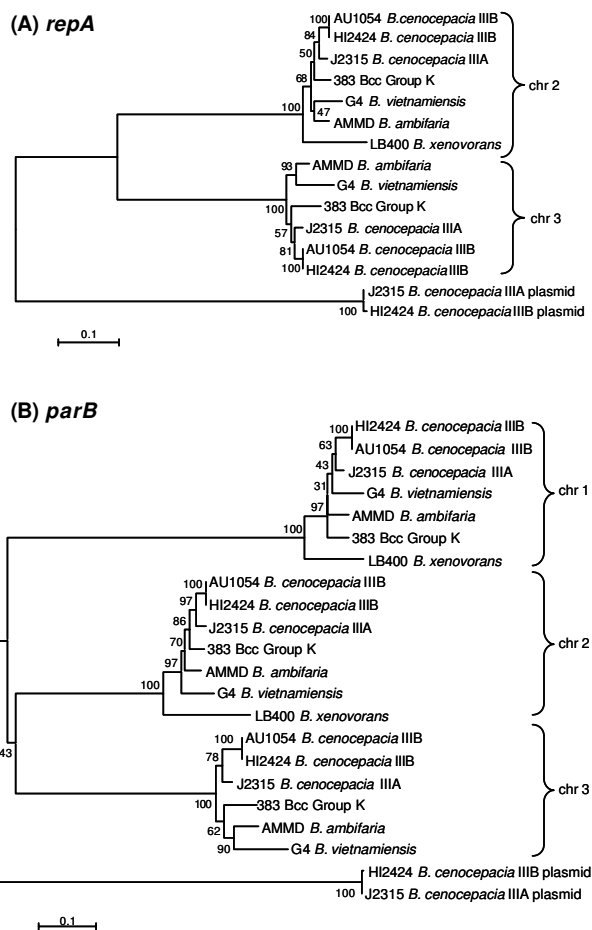 (A) repA
100 AU1054 B.cenocepacia IIIB
84 HI2424 B. cenocepacia IIIB
50 J2315 B. cenocepacia IIIA
383 Bcc Group K
chr 2
68
G4 B. vietnamiensis
100 47
AMMD B. ambifaria
LB400 B. xenovorans
93 AMMD B. ambifaria
G4 B. vietnamiensis
100 383 Bcc Group K
chr 3
57 J2315 B. cenocepacia IIIA
81 AU1054 B. cenocepacia IIIB
100 HI2424 B. cenocepacia IIIB
J2315 B. cenocepacia IIIA plasmid
100 HI2424 B. cenocepacia IIIB plasmid
0.1
(B) parB
100 HI2424 B. cenocepacia IIIB
63 AU1054 B. cenocepacia IIIB
43 J2315 B. cenocepacia IIIA
31 G4 B. vietnamiensis
chr 1
97 AMMD B. ambifaria
100 383 Bcc Group K
LB400 B. xenovorans
100 AU1054 B. cenocepacia IIIB
97 HI2424 B. cenocepacia IIIB
86 J2315 B. cenocepacia IIIA
70 383 Bcc Group K
chr 2
97 AMMD B. ambifaria
100 G4 B. vietnamiensis
LB400 B. xenovorans
100 AU1054 B. cenocepacia IIIB
43
78 HI2424 B. cenocepacia IIIB
J2315 B. cenocepacia IIIA
chr 3
100 383 Bcc Group K
62 AMMD B. ambifaria
90 G4 B. vietnamiensis
HI2424 B. cenocepacia IIIB plasmid
100 J2315 B. cenocepacia IIIA plasmid
0.1